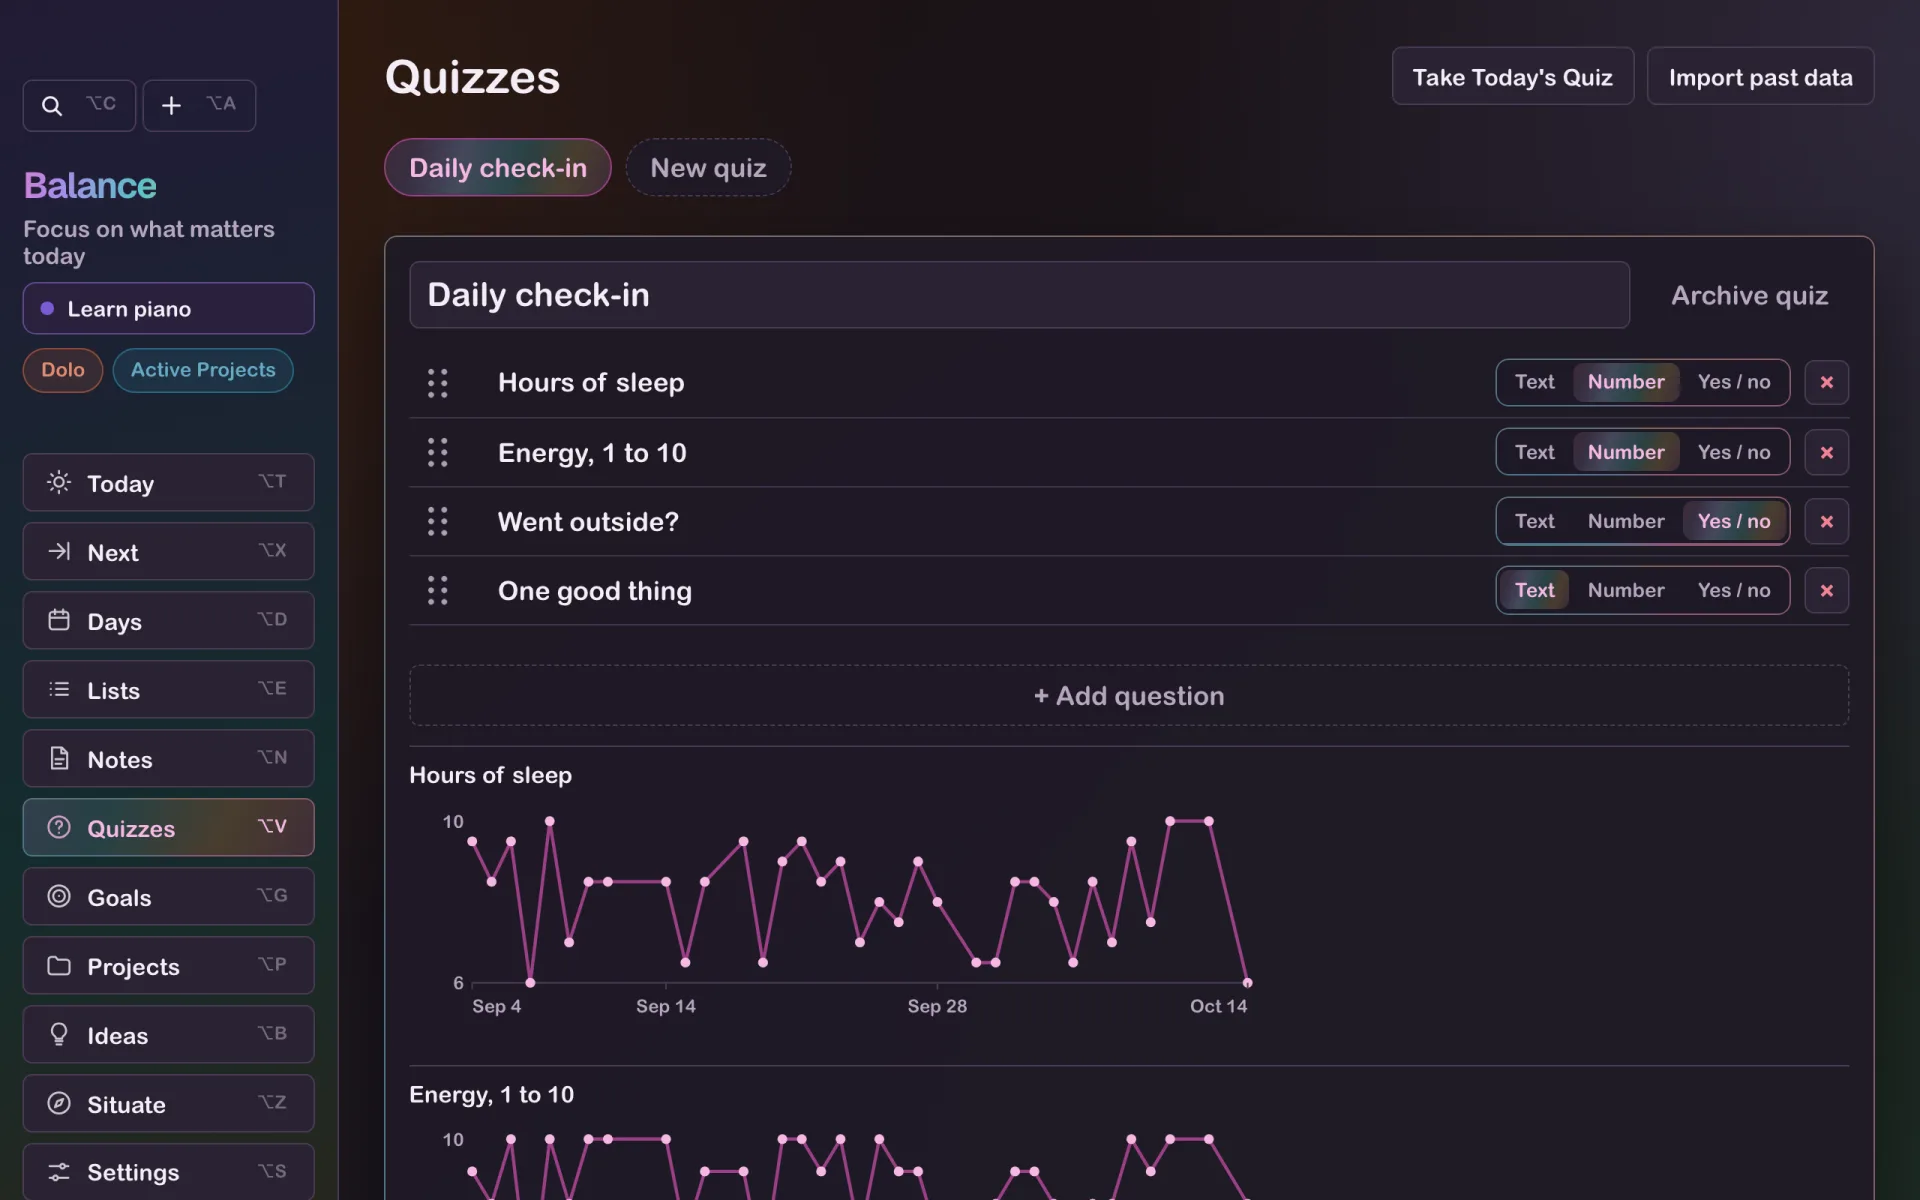 ⌥C
+ ⌥A
Balance
Focus on what matters
today
Learn piano
Dolo
Active Projects
Today ⌥T
Next ⌥X
Days ⌥D
Lists ⌥E
Notes ⌥N
Quizzes ⌥V
Goals ⌥G
Projects ⌥P
Ideas ⌥B
Situate ⌥Z
Settings ⌥S
Quizzes
Take Today's Quiz
Import past data
Daily check-in
New quiz
Daily check-in
Archive quiz
Hours of sleep
Text Number Yes / no ×
Energy, 1 to 10
Text Number Yes / no ×
Went outside?
Text Number Yes / no ×
One good thing
Text Number Yes / no ×
+ Add question
Hours of sleep
10
6
Sep 4 Sep 14 Sep 28 Oct 14
Energy, 1 to 10
10